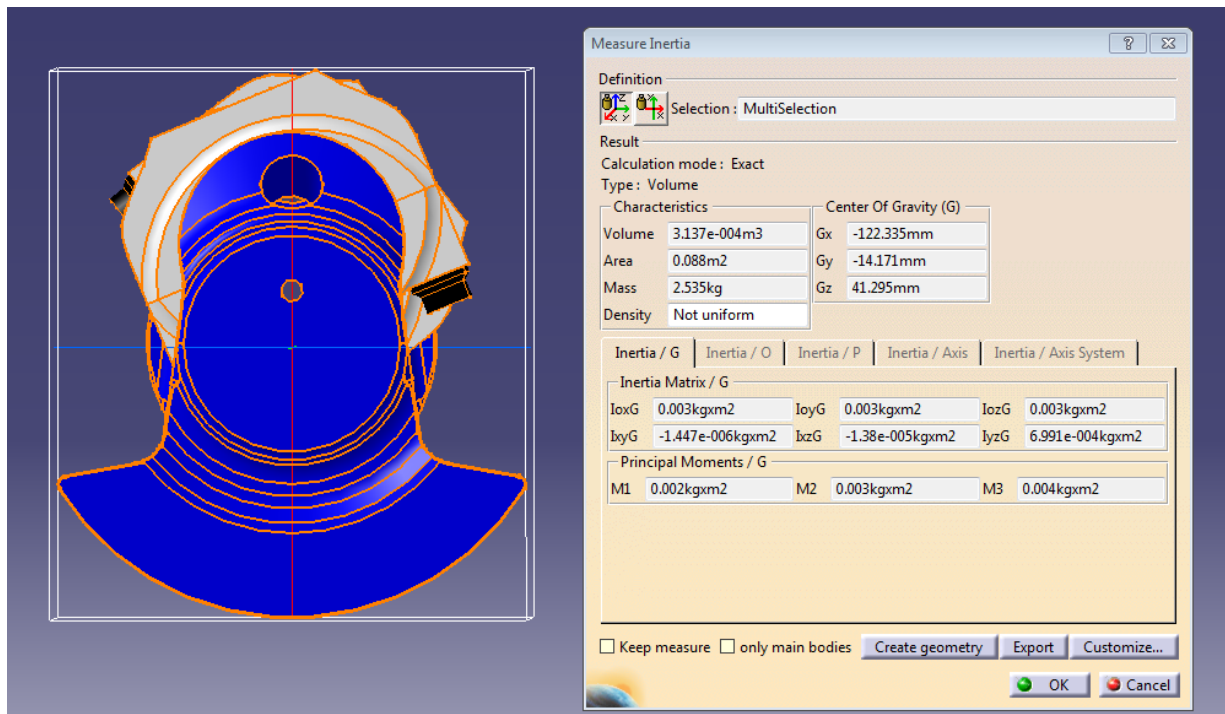 Measure Inertia
Definition
Selection : MultiSelection
Result
Calculation mode : Exact
Type : Volume
Characteristics Center Of Gravity (G)
Volume 3.137e-004m3 Gx -122.335mm
Area 0.088m2 Gy -14.171mm
Mass 2.535kg Gz 41.295mm
Density Not uniform
Inertia / G Inertia / O Inertia / P Inertia / Axis Inertia / Axis System
Inertia Matrix / G
IoxG 0.003kgxm2 IoyG 0.003kgxm2 IozG 0.003kgxm2
IxyG -1.447e-006kgxm2 IxzG -1.38e-005kgxm2 IyzG 6.991e-004kgxm2
Principal Moments / G
M1 0.002kgxm2 M2 0.003kgxm2 M3 0.004kgxm2
Keep measure only main bodies Create geometry Export Customize...
OK Cancel